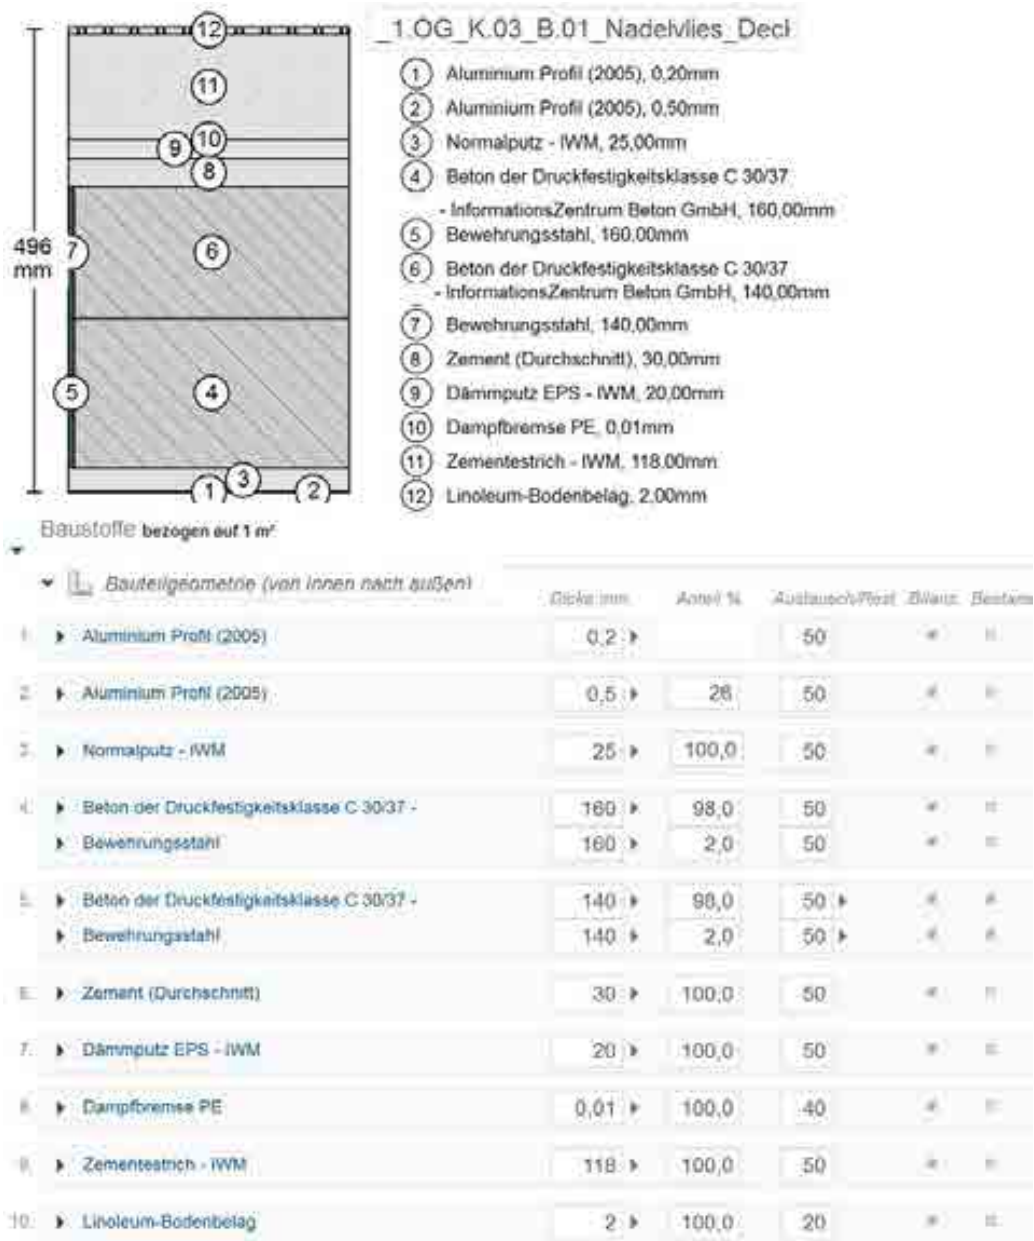 _1.OG_K.03_B.01_Nadelvlies_Deck
496
mm
12
11
10
9
8
7
6
5
4
3
1
2
1 Aluminium Profil (2005), 0,20mm
2 Aluminium Profil (2005), 0,50mm
3 Normalputz - IWM, 25,00mm
4 Beton der Druckfestigkeitsklasse C 30/37
- InformationsZentrum Beton GmbH, 160,00mm
5 Bewehrungsstahl, 160,00mm
6 Beton der Druckfestigkeitsklasse C 30/37
- InformationsZentrum Beton GmbH, 140,00mm
7 Bewehrungsstahl, 140,00mm
8 Zement (Durchschnitt), 30,00mm
9 Dämmputz EPS - IWM, 20,00mm
10 Dampfbremse PE, 0,01mm
11 Zementestrich - IWM, 118,00mm
12 Linoleum-Bodenbelag, 2,00mm
Baustoffe bezogen auf 1 m²
Bauteilgeometrie (von innen nach außen) Dicke mm Anteil % Austausch/Rest Bilanz Bestand
1. Aluminium Profil (2005) 0,2 50
2. Aluminium Profil (2005) 0,5 26 50
3. Normalputz - IWM 25 100,0 50
4. Beton der Druckfestigkeitsklasse C 30/37 - 160 98,0 50
Bewehrungsstahl 160 2,0 50
5. Beton der Druckfestigkeitsklasse C 30/37 - 140 98,0 50
Bewehrungsstahl 140 2,0 50
6. Zement (Durchschnitt) 30 100,0 50
7. Dämmputz EPS - IWM 20 100,0 50
8. Dampfbremse PE 0,01 100,0 40
9. Zementestrich - IWM 118 100,0 50
10. Linoleum-Bodenbelag 2 100,0 20